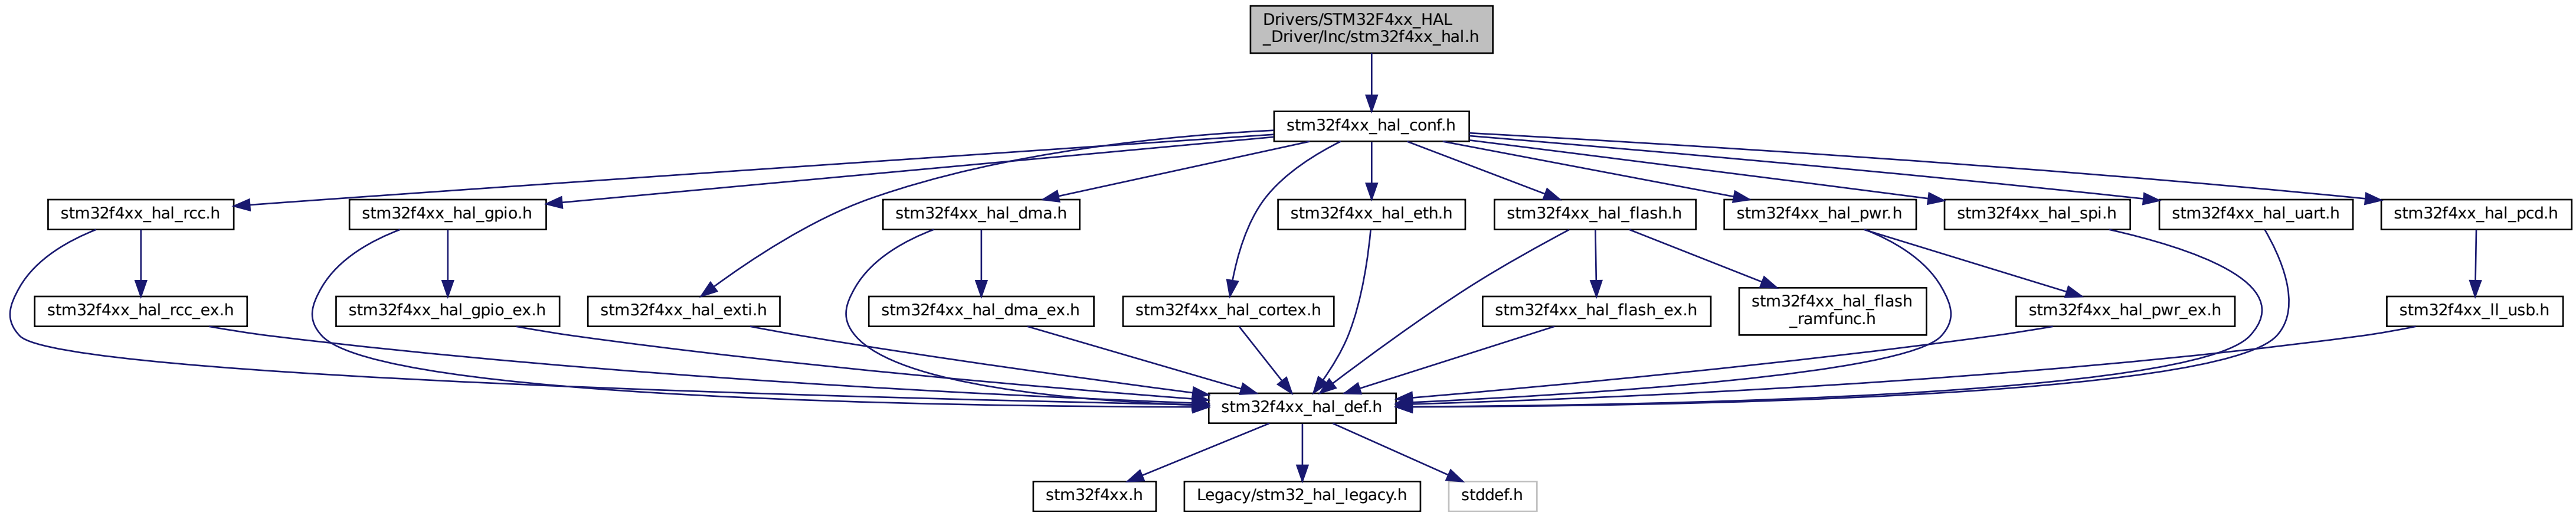 Drivers/STM32F4xx_HAL
_Driver/Inc/stm32f4xx_hal.h
stm32f4xx_hal_conf.h
stm32f4xx_hal_rcc.h
stm32f4xx_hal_gpio.h
stm32f4xx_hal_dma.h
stm32f4xx_hal_eth.h
stm32f4xx_hal_flash.h
stm32f4xx_hal_pwr.h
stm32f4xx_hal_spi.h
stm32f4xx_hal_uart.h
stm32f4xx_hal_pcd.h
stm32f4xx_hal_rcc_ex.h
stm32f4xx_hal_gpio_ex.h
stm32f4xx_hal_exti.h
stm32f4xx_hal_dma_ex.h
stm32f4xx_hal_cortex.h
stm32f4xx_hal_flash_ex.h
stm32f4xx_hal_flash
_ramfunc.h
stm32f4xx_hal_pwr_ex.h
stm32f4xx_ll_usb.h
stm32f4xx_hal_def.h
stm32f4xx.h
Legacy/stm32_hal_legacy.h
stddef.h